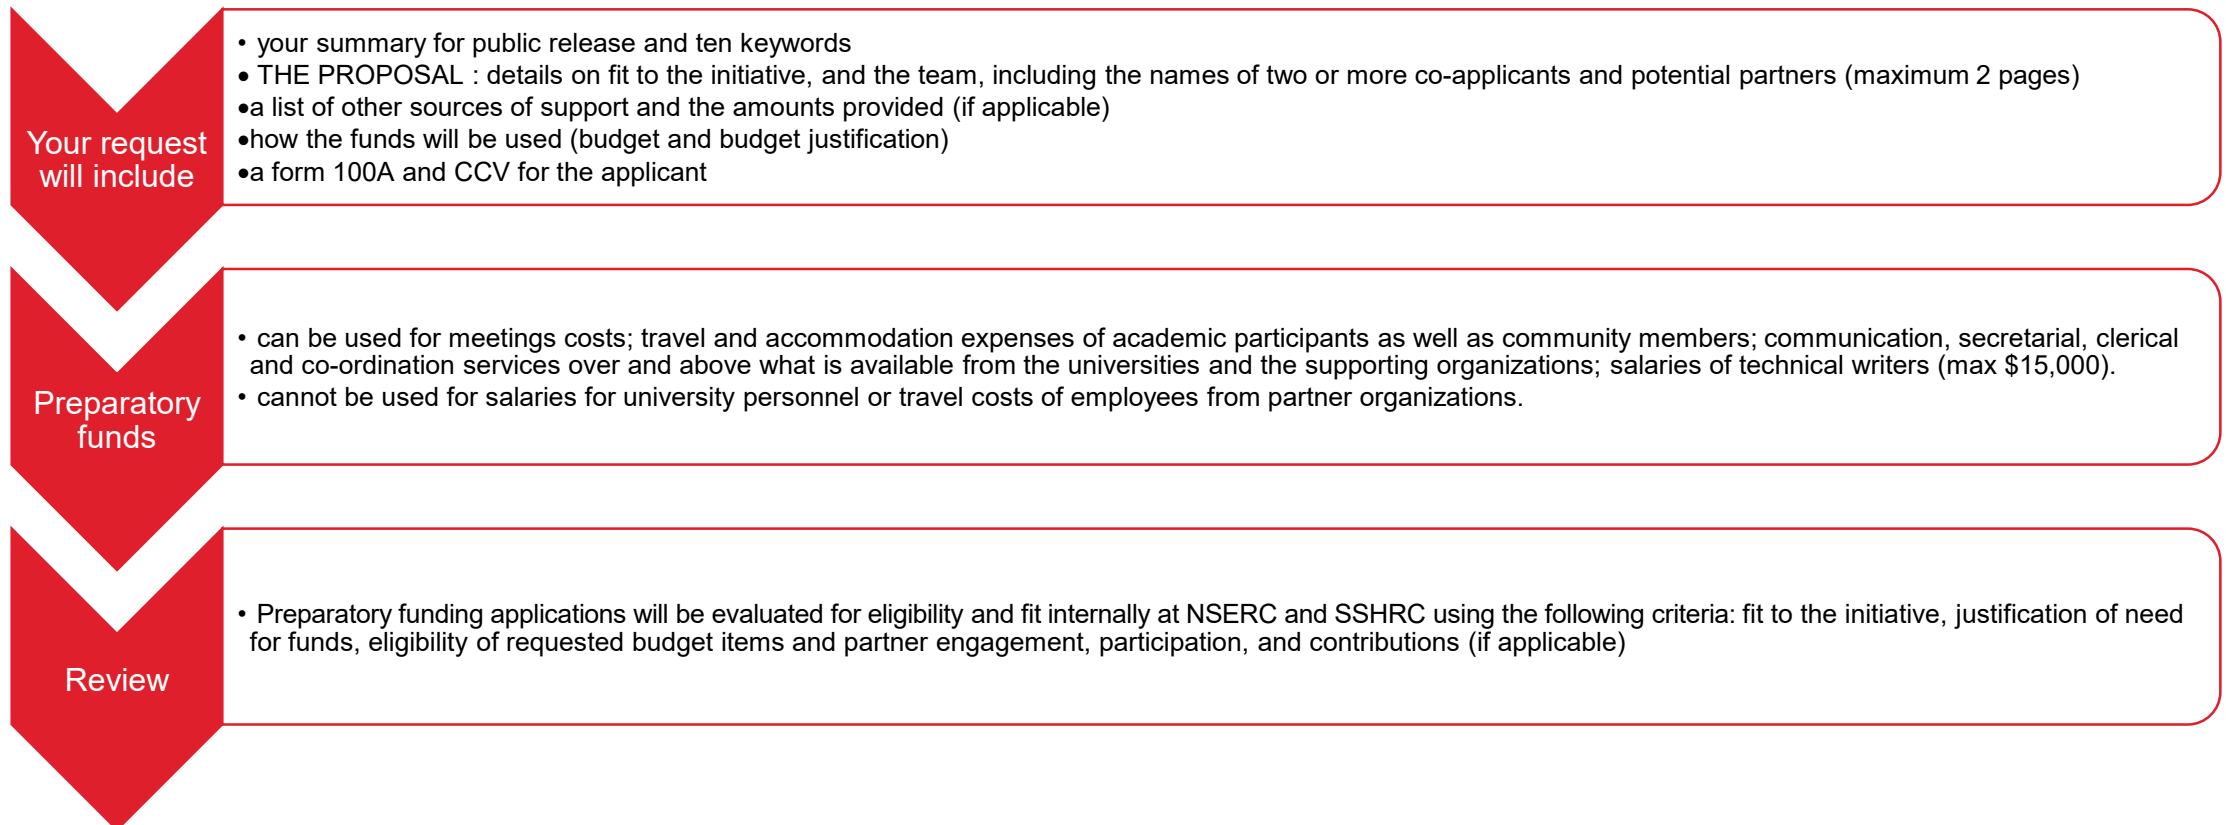 Your request
will include
• your summary for public release and ten keywords
• THE PROPOSAL : details on fit to the initiative, and the team, including the names of two or more co-applicants and potential partners (maximum 2 pages)
•a list of other sources of support and the amounts provided (if applicable)
•how the funds will be used (budget and budget justification)
•a form 100A and CCV for the applicant
Preparatory
funds
• can be used for meetings costs; travel and accommodation expenses of academic participants as well as community members; communication, secretarial, clerical
and co-ordination services over and above what is available from the universities and the supporting organizations; salaries of technical writers (max $15,000).
• cannot be used for salaries for university personnel or travel costs of employees from partner organizations.
Review
• Preparatory funding applications will be evaluated for eligibility and fit internally at NSERC and SSHRC using the following criteria: fit to the initiative, justification of need
for funds, eligibility of requested budget items and partner engagement, participation, and contributions (if applicable)